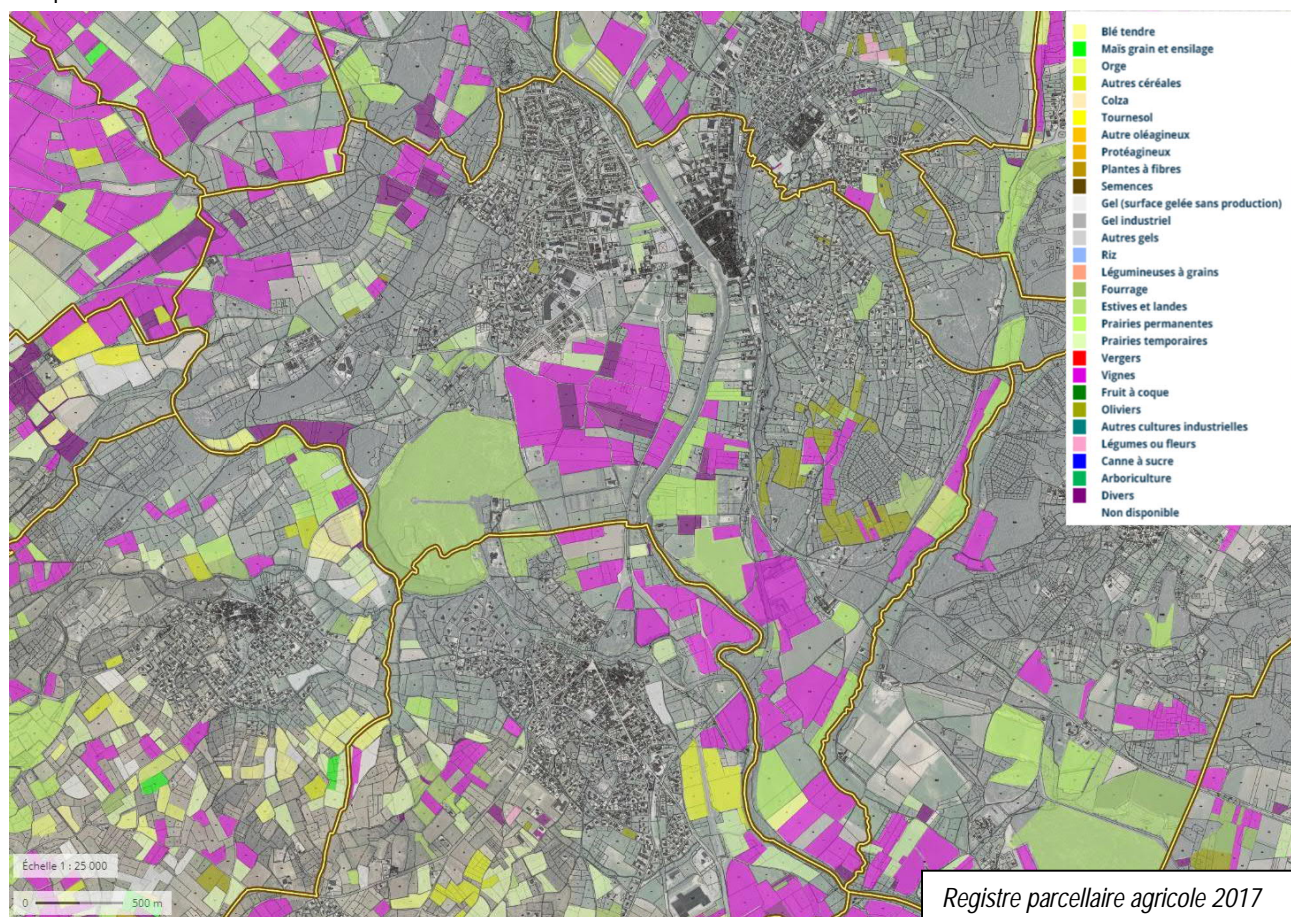 Blé tendre
Maïs grain et ensilage
Orge
Autres céréales
Colza
Tournesol
Autre oléagineux
Protéagineux
Plantes à fibres
Semences
Gel (surface gelée sans production)
Gel industriel
Autres gels
Riz
Légumineuses à grains
Fourrage
Estives et landes
Prairies permanentes
Prairies temporaires
Vergers
Vignes
Fruit à coque
Oliviers
Autres cultures industrielles
Légumes ou fleurs
Canne à sucre
Arboriculture
Divers
Non disponible
Échelle 1 : 25 000
0 500 m
Registre parcellaire agricole 2017